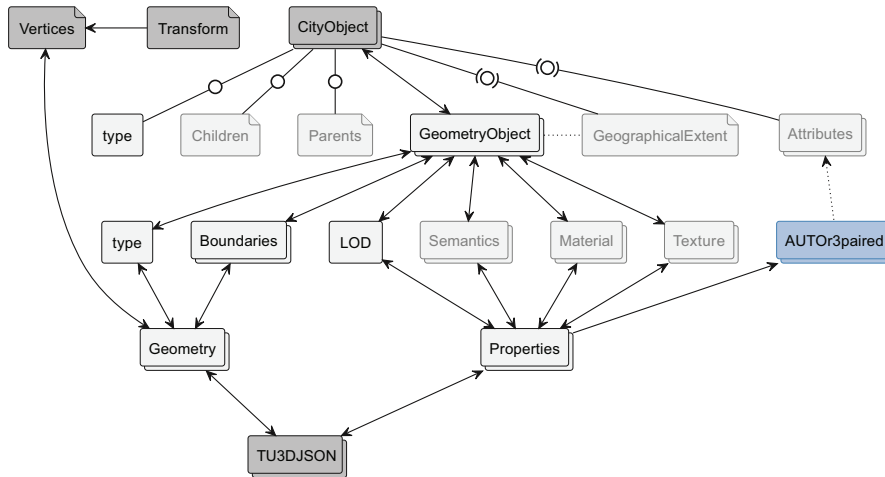 Vertices
Transform
CityObject
type
Children
Parents
GeometryObject
GeographicalExtent
Attributes
type
Boundaries
LOD
Semantics
Material
Texture
AUTOr3paired
Geometry
Properties
TU3DJSON